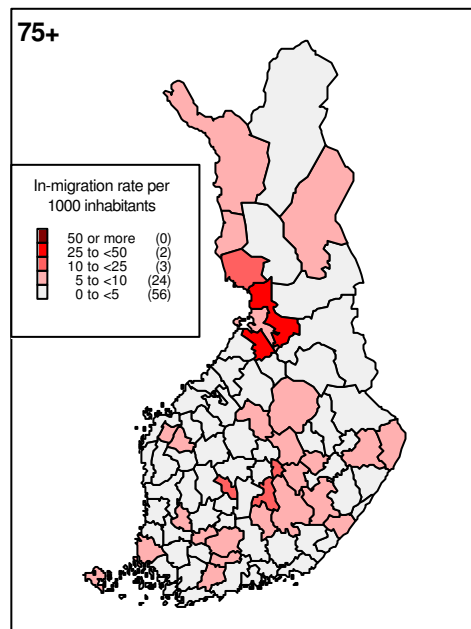 75+
In-migration rate per
1000 inhabitants
50 or more (0)
25 to <50 (2)
10 to <25 (3)
5 to <10 (24)
0 to <5 (56)